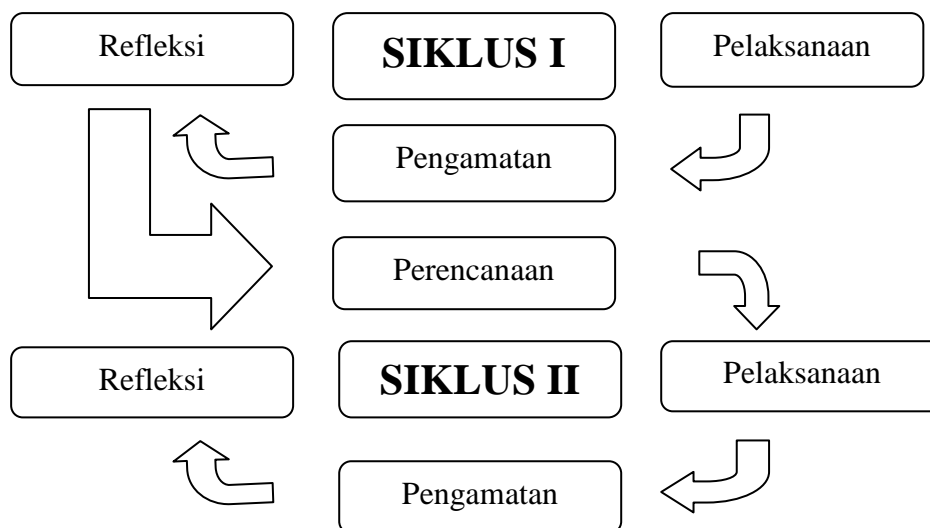 Refleksi
SIKLUS I
Pelaksanaan
Pengamatan
Perencanaan
Refleksi
SIKLUS II
Pelaksanaan
Pengamatan